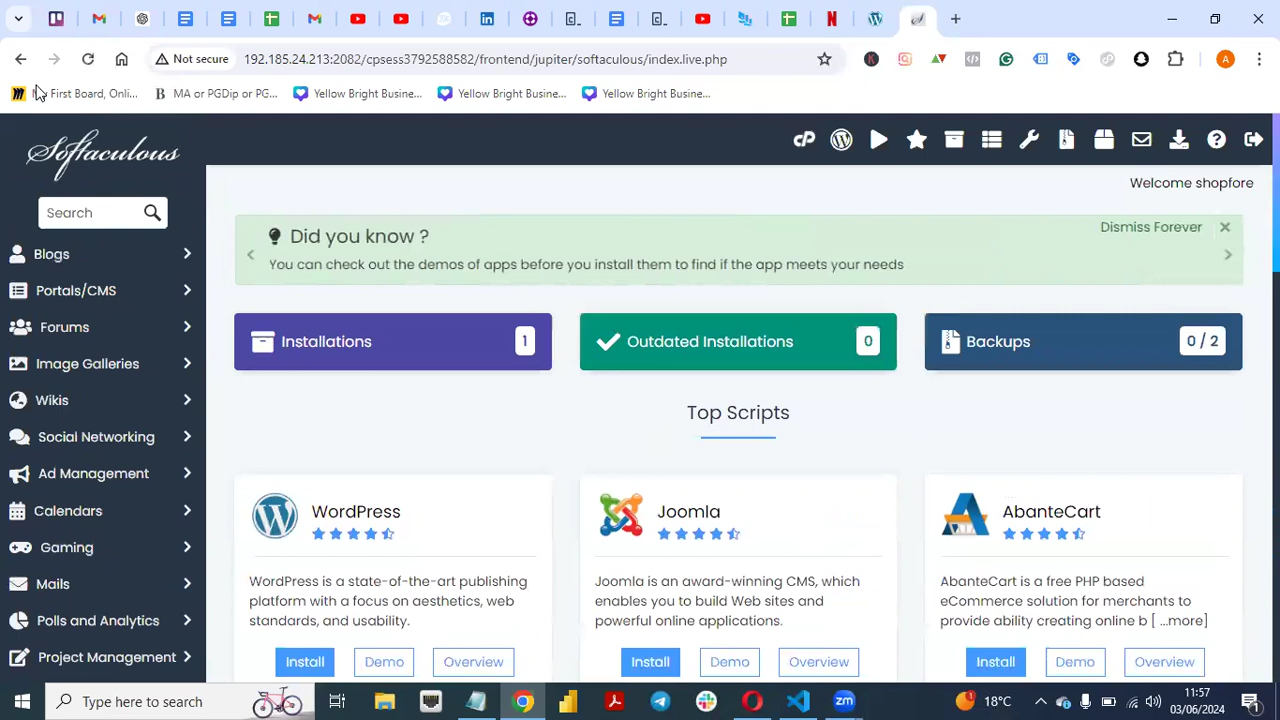 Not secure
192.185.24.213:2082/cpsess3792588582/frontend/jupiter/softaculous/index.live.php
First Board, Onli...
MA or PGDip or PG...
Yellow Bright Busine...
Yellow Bright Busine...
Yellow Bright Busine...
Softaculous
Welcome shopfore
Search
Did you know ?
Dismiss Forever
You can check out the demos of apps before you install them to find if the app meets your needs
Blogs
Portals/CMS
Forums
Image Galleries
Wikis
Social Networking
Ad Management
Calendars
Gaming
Mails
Polls and Analytics
Project Management
Installations 1
Outdated Installations 0
Backups 0 / 2
Top Scripts
WordPress
WordPress is a state-of-the-art publishing
platform with a focus on aesthetics, web
standards, and usability.
Install Demo Overview
Joomla
Joomla is an award-winning CMS, which
enables you to build Web sites and
powerful online applications.
Install Demo Overview
AbanteCart
AbanteCart is a free PHP based
eCommerce solution for merchants to
provide ability creating online b [ ...more]
Install Demo Overview
Type here to search
18°C
11:57
03/06/2024